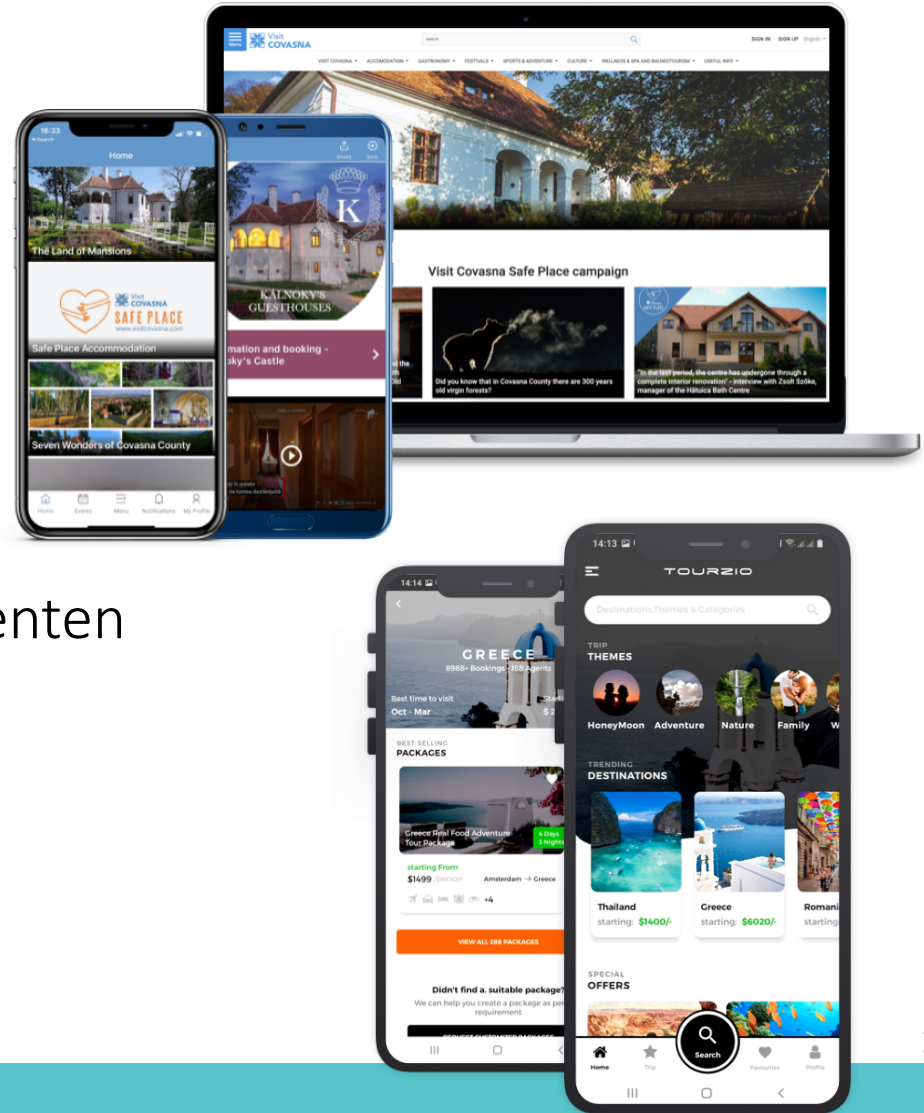 Visit
COVASNA
Menu
search
SIGN IN SIGN UP English
VISIT COVASNA ACCOMODATION GASTRONOMY FESTIVALS SPORTS & ADVENTURE CULTURE WELLNESS & SPA AND BALNEOTOURISM USEFUL INFO
Visit Covasna Safe Place campaign
Did you know that in Covasna County there are 300 years
old virgin forests?
"In the last period, the centre has undergone through a
complete interior renovation" - interview with Zsolt Szőke,
manager of the Hătuica Bath Centre
16:33
Search
Home
The Land of Mansions
Visit
COVASNA
SAFE PLACE
www.visitcovasna.com
Safe Place Accommodation
Seven Wonders of Covasna County
Home Events Menu Notifications My Profile
SHARE SAVE
K
KÁLNOKY'S
GUESTHOUSES
mation and booking -
oky's Castle
enten
14:14
GREECE
8988+ Bookings - 188 Agents
Best time to visit
Oct - Mar
BEST SELLING
PACKAGES
Greece Real Food Adventure
Tour Package
4 Days
3 Nights
starting From
$1499 /person Amsterdam → Greece
+4
VIEW ALL 288 PACKAGES
Didn't find a. suitable package?
We can help you create a package as per
requirement
14:13
TOURZIO
Destinations,Themes & Categories
TRIP
THEMES
HoneyMoon Adventure Nature Family
TRENDING
DESTINATIONS
Thailand Greece Romani
starting: $1400/- starting: $6020/- starting:
SPECIAL
OFFERS
Home Trip Search Favourites Profile